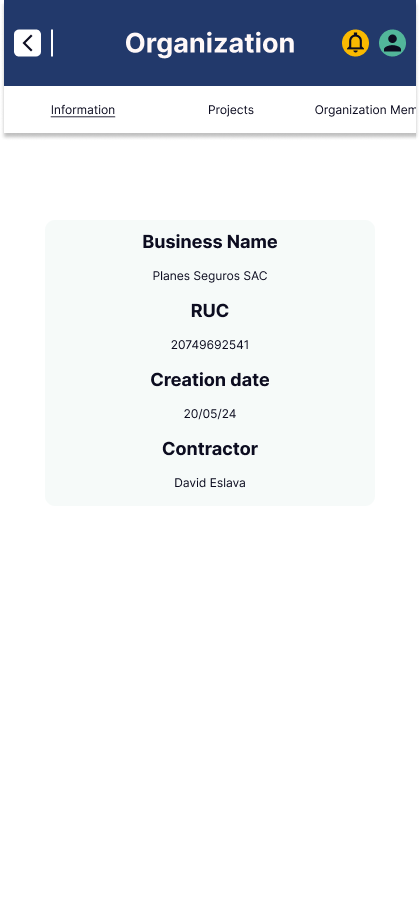 Organization
Information Projects Organization Mem
Business Name
Planes Seguros SAC
RUC
20749692541
Creation date
20/05/24
Contractor
David Eslava